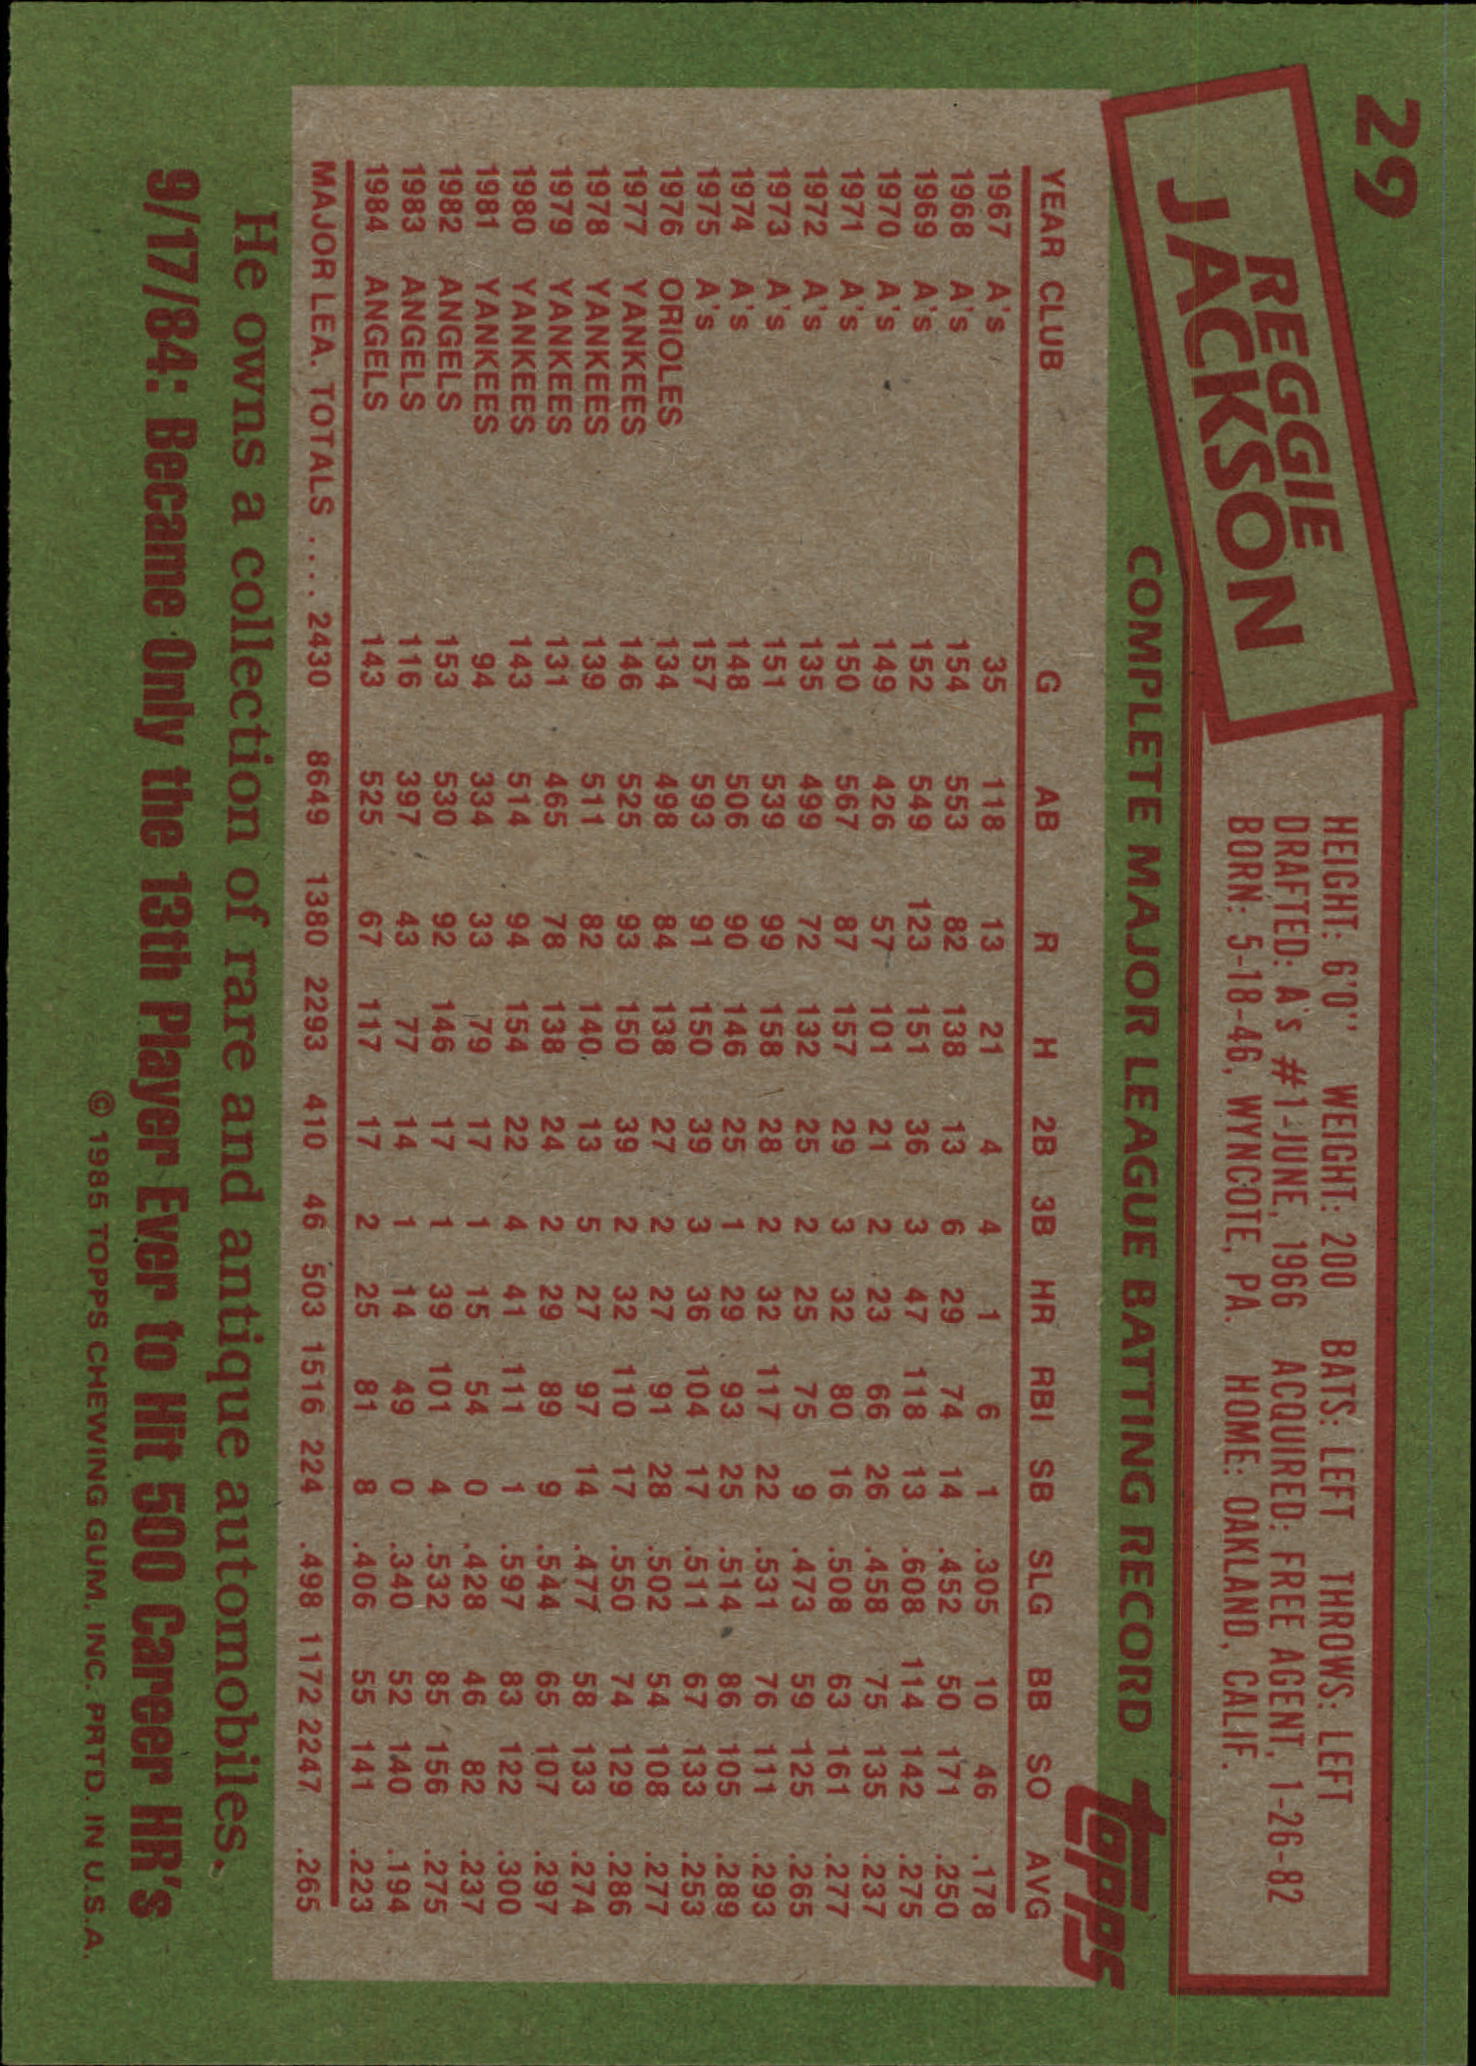 29
REGGIE
JACKSON
HEIGHT: 6'0" WEIGHT: 200 BATS: LEFT THROWS: LEFT
DRAFTED: A's #1-JUNE, 1966 ACQUIRED: FREE AGENT, 1-26-82
BORN: 5-18-46, WYNCOTE, PA. HOME: OAKLAND, CALIF.
COMPLETE MAJOR LEAGUE BATTING RECORD
topps
YEAR CLUB G AB R H 2B 3B HR RBI SB SLG BB SO AVG
1967 A's 35 118 13 21 4 4 1 6 1 .305 10 46 .178
1968 A's 154 553 82 138 13 6 29 74 14 .452 50 171 .250
1969 A's 152 549 123 151 36 3 47 118 13 .608 114 142 .275
1970 A's 149 426 57 101 21 2 23 66 26 .458 75 135 .237
1971 A's 150 567 87 157 29 3 32 80 16 .508 63 161 .277
1972 A's 135 499 72 132 25 2 25 75 9 .473 59 125 .265
1973 A's 151 539 99 158 28 2 32 117 22 .531 76 111 .293
1974 A's 148 506 90 146 25 1 29 93 25 .514 86 105 .289
1975 A's 157 593 91 150 39 3 36 104 17 .511 67 133 .253
1976 ORIOLES 134 498 84 138 27 2 27 91 28 .502 54 108 .277
1977 YANKEES 146 525 93 150 39 2 32 110 17 .550 74 129 .286
1978 YANKEES 139 511 82 140 13 5 27 97 14 .477 58 133 .274
1979 YANKEES 131 465 78 138 24 2 29 89 9 .544 65 107 .297
1980 YANKEES 143 514 94 154 22 4 41 111 1 .597 83 122 .300
1981 YANKEES 94 334 33 79 17 1 15 54 0 .428 46 82 .237
1982 ANGELS 153 530 92 146 17 1 39 101 4 .532 85 156 .275
1983 ANGELS 116 397 43 77 14 1 14 49 0 .340 52 140 .194
1984 ANGELS 143 525 67 117 17 2 25 81 8 .406 55 141 .223
MAJOR LEA. TOTALS .... 2430 8649 1380 2293 410 46 503 1516 224 .498 1172 2247 .265
He owns a collection of rare and antique automobiles.
9/17/84: Became Only the 13th Player Ever to Hit 500 Career HR's
© 1985 TOPPS CHEWING GUM, INC. PRTD. IN U.S.A.